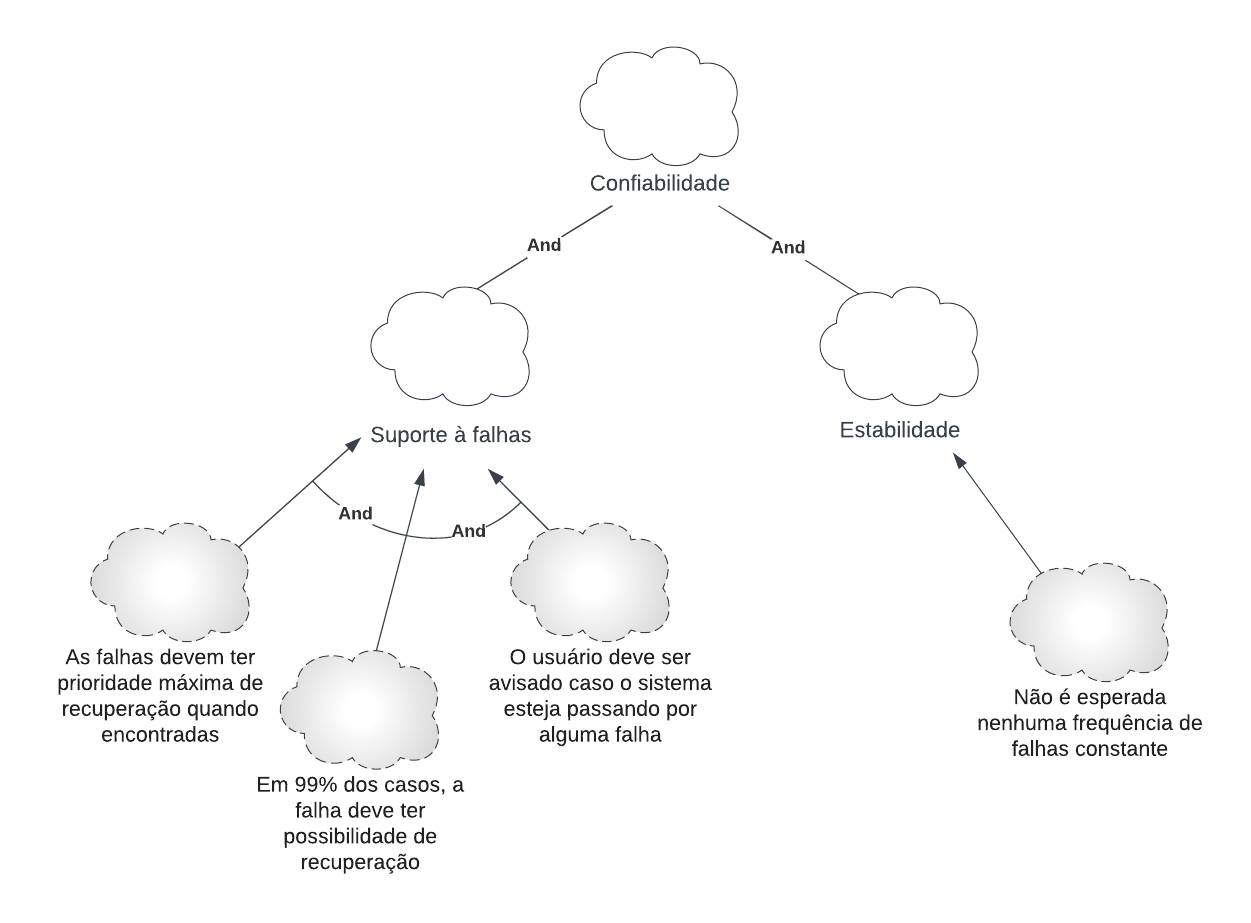 Confiabilidade
And
And
Suporte à falhas
Estabilidade
And
And
As falhas devem ter
prioridade máxima de
recuperação quando
encontradas
O usuário deve ser
avisado caso o sistema
esteja passando por
alguma falha
Não é esperada
nenhuma frequência de
falhas constante
Em 99% dos casos, a
falha deve ter
possibilidade de
recuperação